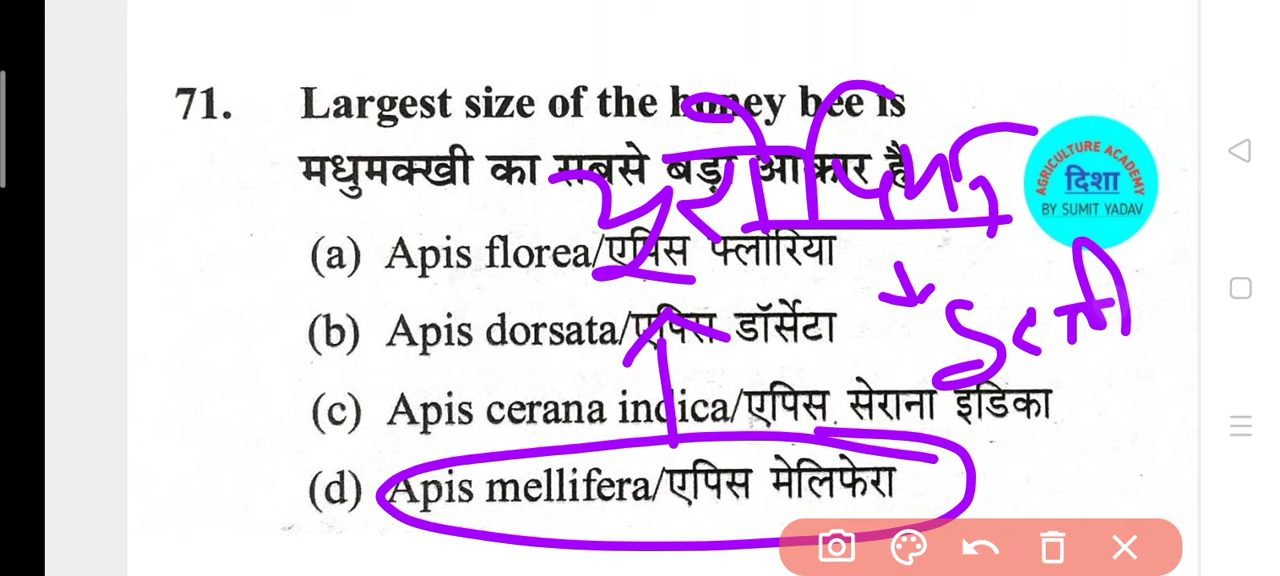 71. Largest size of the honey bee is
मधुमक्खी का सबसे बड़ा आकार है
यूरोपियन
AGRICULTURE ACADEMY
दिशा
BY SUMIT YADAV
(a) Apis florea/एपिस फ्लोरिया
(b) Apis dorsata/एपिस डॉर्सेटा
(c) Apis cerana indica/एपिस सेराना इंडिका
(d) Apis mellifera/एपिस मेलिफेरा